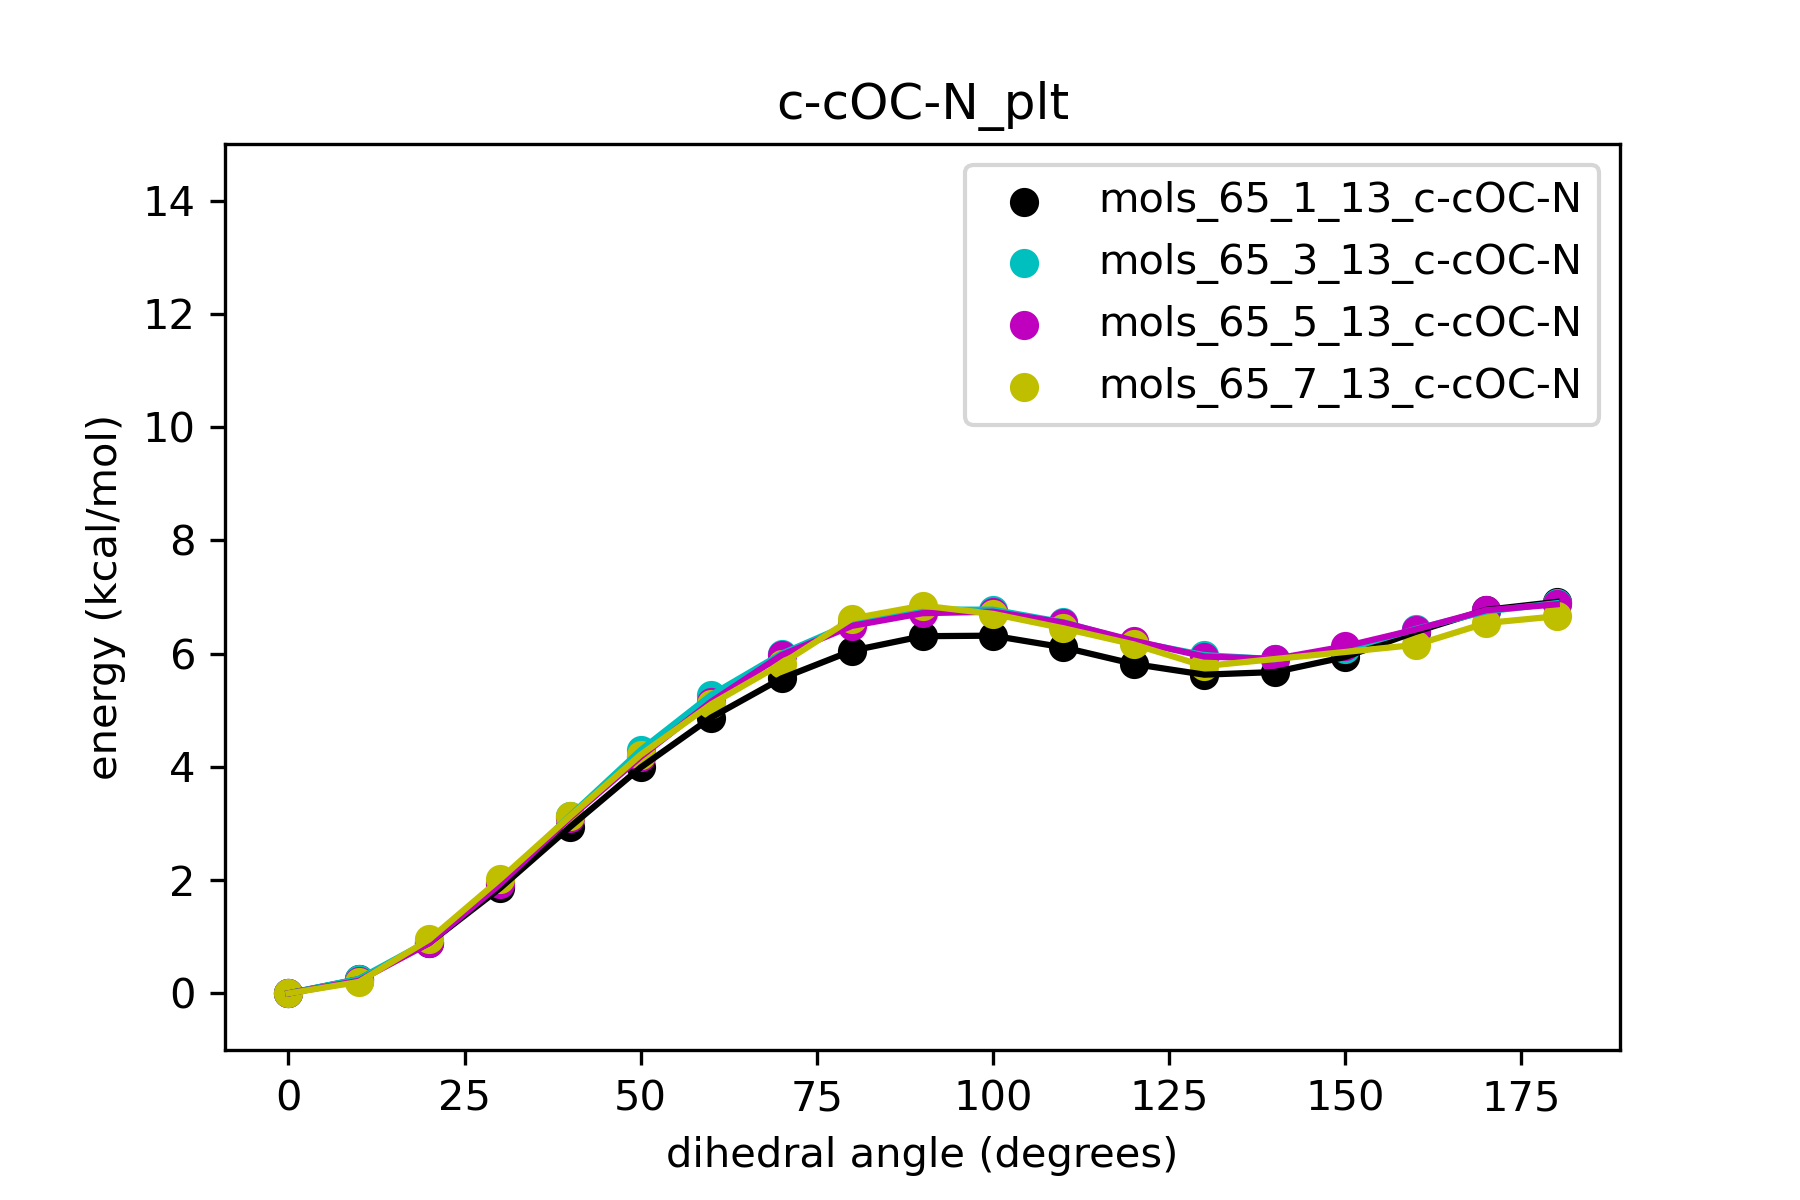 c-cOC-N_plt
mols_65_1_13_c-cOC-N
mols_65_3_13_c-cOC-N
mols_65_5_13_c-cOC-N
mols_65_7_13_c-cOC-N
energy (kcal/mol)
14
12
10
8
6
4
2
0
0 25 50 75 100 125 150 175
dihedral angle (degrees)